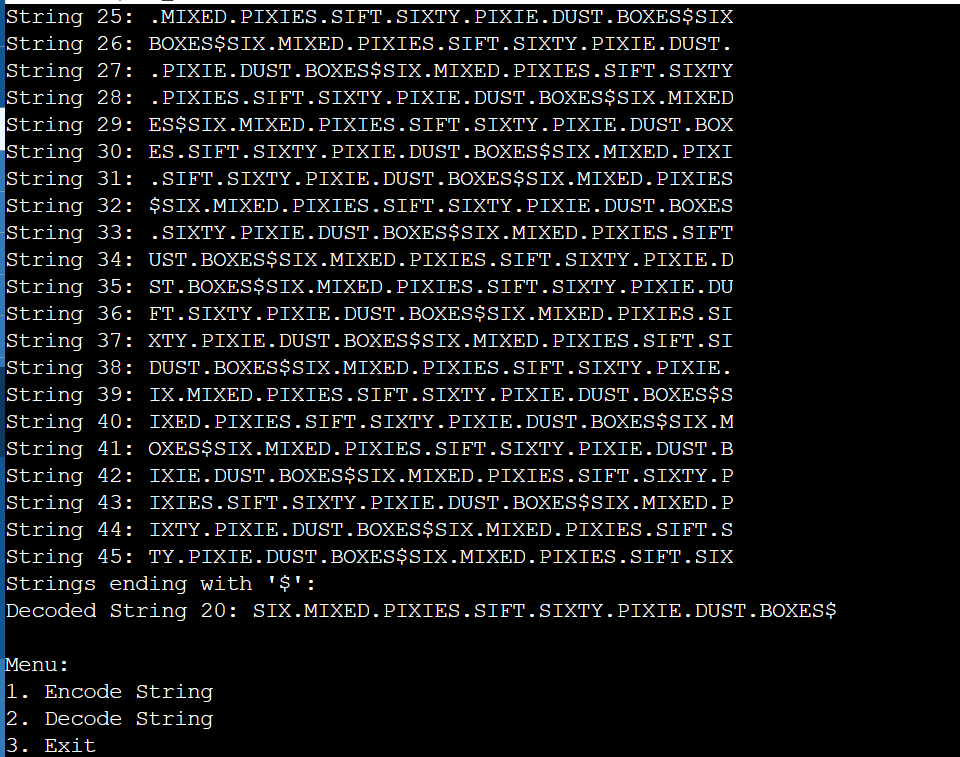 String 25: .MIXED.PIXIES.SIFT.SIXTY.PIXIE.DUST.BOXES$SIX
String 26: BOXES$SIX.MIXED.PIXIES.SIFT.SIXTY.PIXIE.DUST.
String 27: .PIXIE.DUST.BOXES$SIX.MIXED.PIXIES.SIFT.SIXTY
String 28: .PIXIES.SIFT.SIXTY.PIXIE.DUST.BOXES$SIX.MIXED
String 29: ES$SIX.MIXED.PIXIES.SIFT.SIXTY.PIXIE.DUST.BOX
String 30: ES.SIFT.SIXTY.PIXIE.DUST.BOXES$SIX.MIXED.PIXI
String 31: .SIFT.SIXTY.PIXIE.DUST.BOXES$SIX.MIXED.PIXIES
String 32: $SIX.MIXED.PIXIES.SIFT.SIXTY.PIXIE.DUST.BOXES
String 33: .SIXTY.PIXIE.DUST.BOXES$SIX.MIXED.PIXIES.SIFT
String 34: UST.BOXES$SIX.MIXED.PIXIES.SIFT.SIXTY.PIXIE.D
String 35: ST.BOXES$SIX.MIXED.PIXIES.SIFT.SIXTY.PIXIE.DU
String 36: FT.SIXTY.PIXIE.DUST.BOXES$SIX.MIXED.PIXIES.SI
String 37: XTY.PIXIE.DUST.BOXES$SIX.MIXED.PIXIES.SIFT.SI
String 38: DUST.BOXES$SIX.MIXED.PIXIES.SIFT.SIXTY.PIXIE.
String 39: IX.MIXED.PIXIES.SIFT.SIXTY.PIXIE.DUST.BOXES$S
String 40: IXED.PIXIES.SIFT.SIXTY.PIXIE.DUST.BOXES$SIX.M
String 41: OXES$SIX.MIXED.PIXIES.SIFT.SIXTY.PIXIE.DUST.B
String 42: IXIE.DUST.BOXES$SIX.MIXED.PIXIES.SIFT.SIXTY.P
String 43: IXIES.SIFT.SIXTY.PIXIE.DUST.BOXES$SIX.MIXED.P
String 44: IXTY.PIXIE.DUST.BOXES$SIX.MIXED.PIXIES.SIFT.S
String 45: TY.PIXIE.DUST.BOXES$SIX.MIXED.PIXIES.SIFT.SIX
Strings ending with '$':
Decoded String 20: SIX.MIXED.PIXIES.SIFT.SIXTY.PIXIE.DUST.BOXES$
Menu:
1. Encode String
2. Decode String
3. Exit